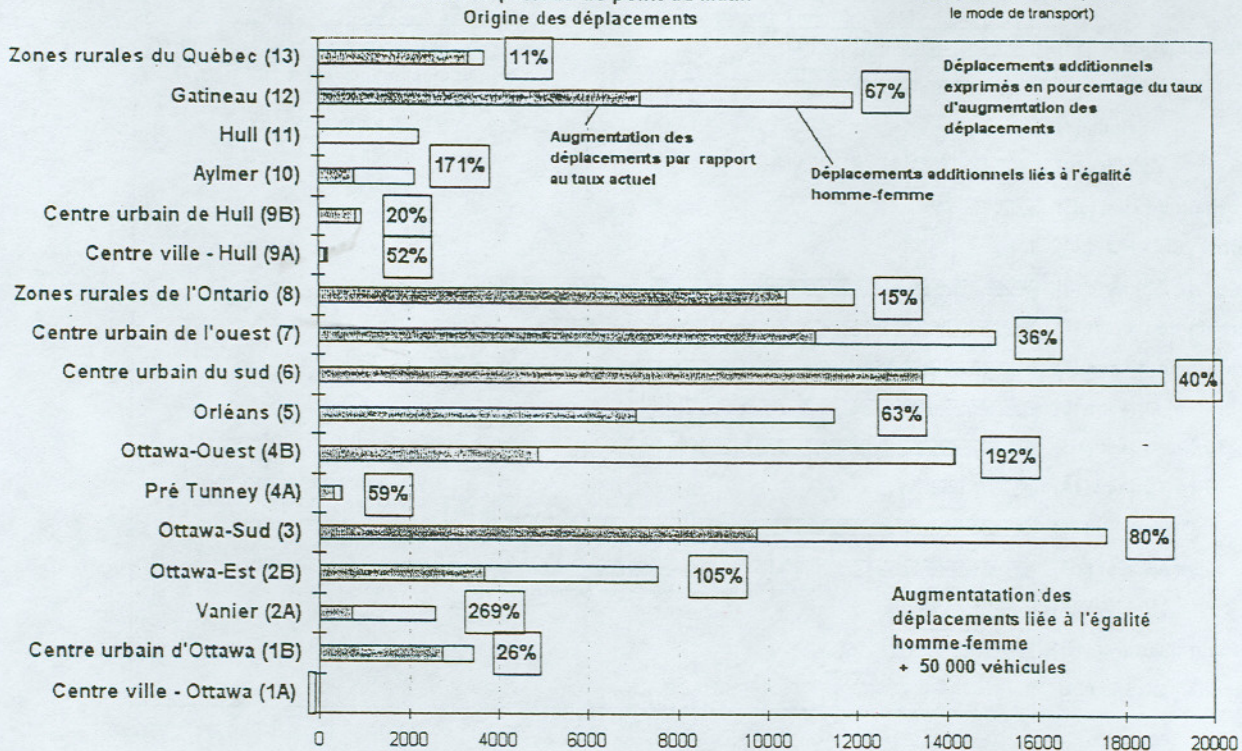 Origine des déplacements
le mode de transport)
Zones rurales du Québec (13)
11%
Déplacements additionnels
exprimés en pourcentage du taux
d'augmentation des
déplacements
Gatineau (12)
67%
Augmentation des
déplacements par rapport
au taux actuel
Déplacements additionnels liés à l'égalité
homme-femme
Hull (11)
Aylmer (10)
171%
Centre urbain de Hull (9B)
20%
Centre ville - Hull (9A)
52%
Zones rurales de l'Ontario (8)
15%
Centre urbain de l'ouest (7)
36%
Centre urbain du sud (6)
40%
Orléans (5)
63%
Ottawa-Ouest (4B)
192%
Pré Tunney (4A)
59%
Ottawa-Sud (3)
80%
Ottawa-Est (2B)
105%
Vanier (2A)
269%
Centre urbain d'Ottawa (1B)
26%
Centre ville - Ottawa (1A)
Augmentatation des
déplacements liée à l'égalité
homme-femme
+ 50 000 véhicules
0 2000 4000 6000 8000 10000 12000 14000 16000 18000 20000